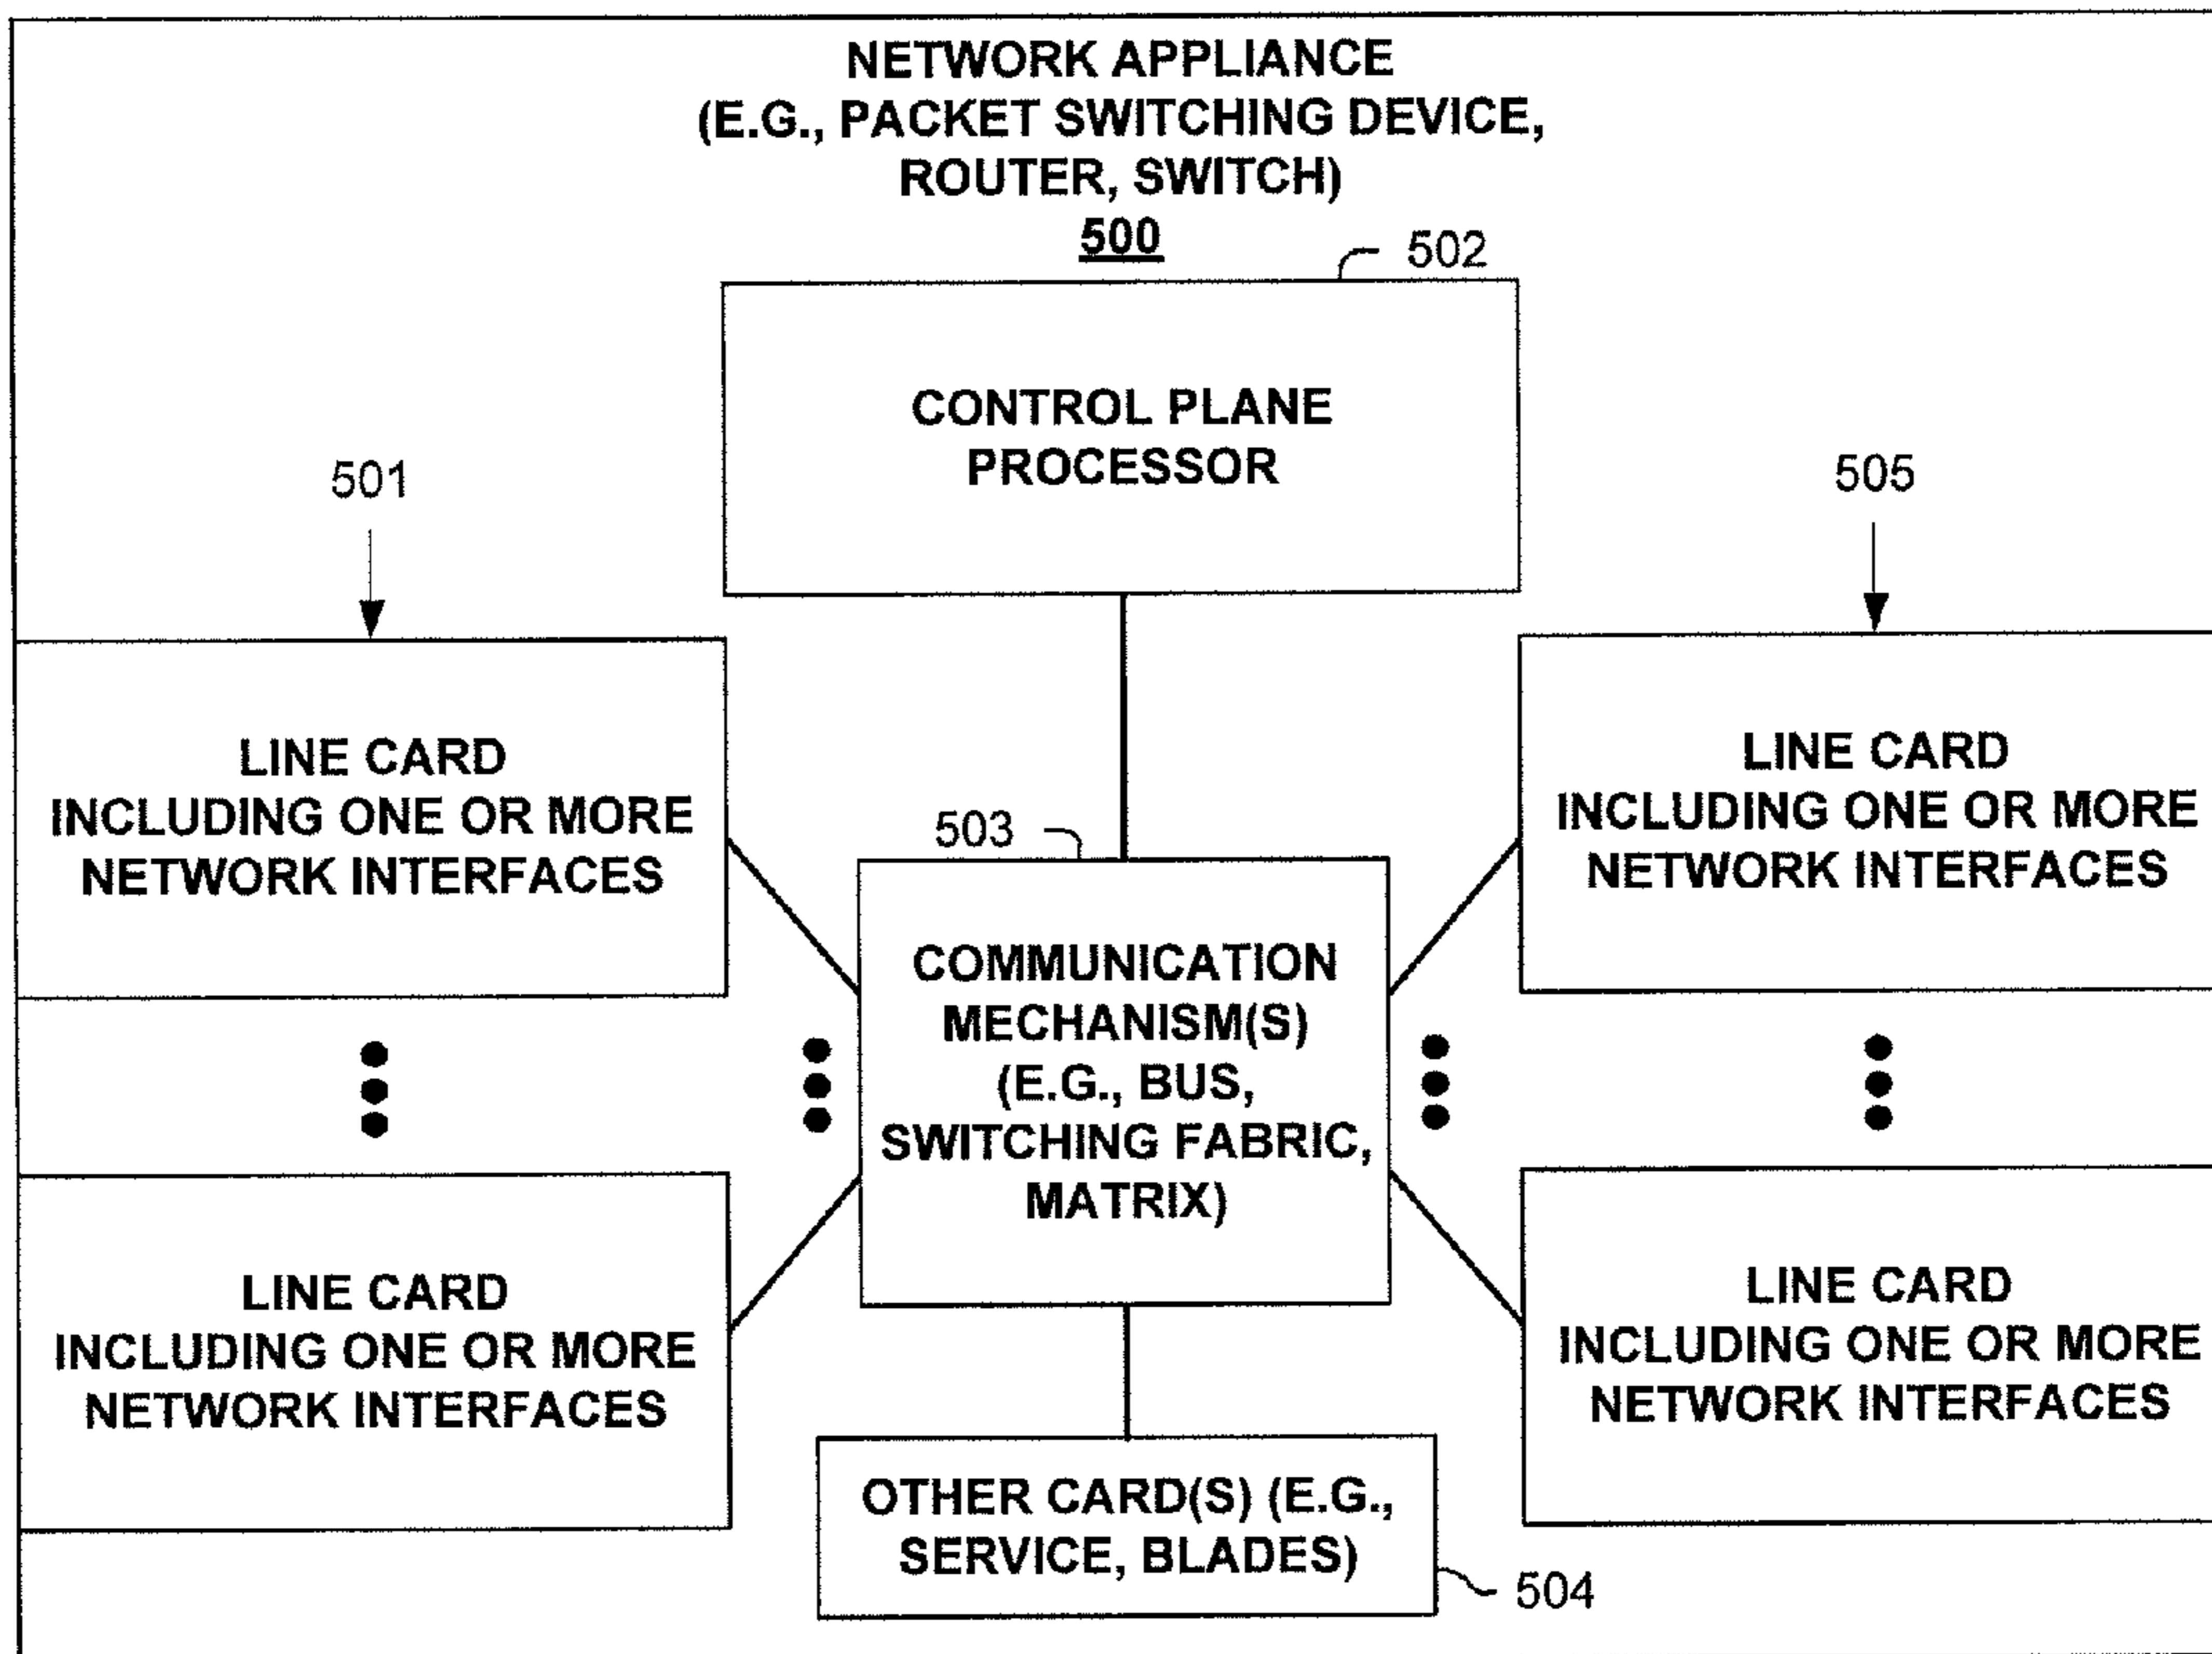 NETWORK APPLIANCE
(E.G., PACKET SWITCHING DEVICE,
ROUTER, SWITCH)
500
502
CONTROL PLANE
PROCESSOR
501
505
LINE CARD
INCLUDING ONE OR MORE
NETWORK INTERFACES
LINE CARD
INCLUDING ONE OR MORE
NETWORK INTERFACES
503
COMMUNICATION
MECHANISM(S)
(E.G., BUS,
SWITCHING FABRIC,
MATRIX)
LINE CARD
INCLUDING ONE OR MORE
NETWORK INTERFACES
LINE CARD
INCLUDING ONE OR MORE
NETWORK INTERFACES
OTHER CARD(S) (E.G.,
SERVICE, BLADES)
504